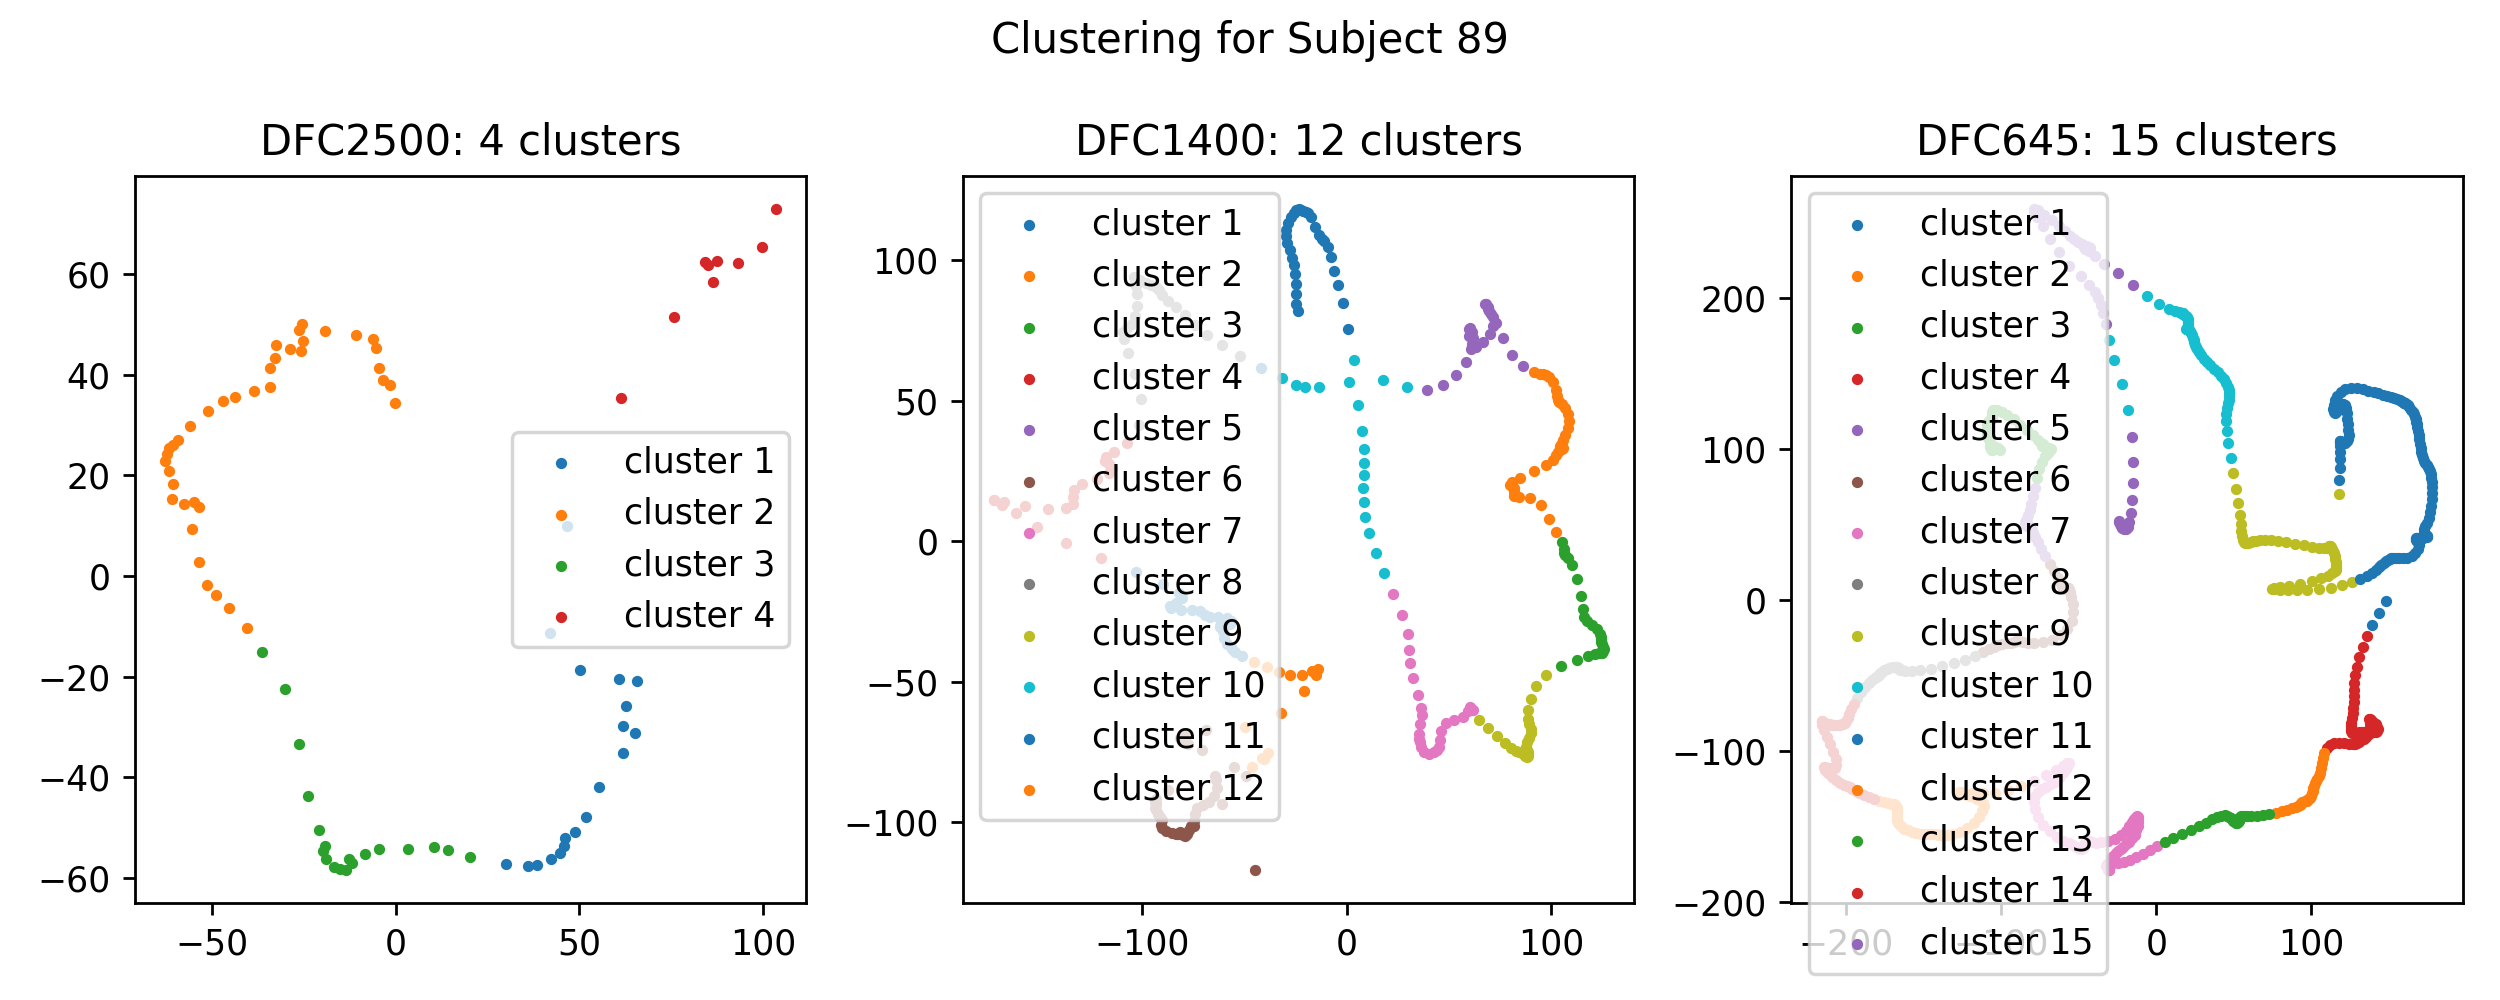 Clustering for Subject 89
DFC2500: 4 clusters
60
40
20
0
−20
−40
−60
−50
0
50
100
cluster 1
cluster 2
cluster 3
cluster 4
DFC1400: 12 clusters
100
50
0
−50
−100
−100
0
100
cluster 1
cluster 2
cluster 3
cluster 4
cluster 5
cluster 6
cluster 7
cluster 8
cluster 9
cluster 10
cluster 11
cluster 12
DFC645: 15 clusters
200
100
0
−100
−200
−200
−100
0
100
cluster 1
cluster 2
cluster 3
cluster 4
cluster 5
cluster 6
cluster 7
cluster 8
cluster 9
cluster 10
cluster 11
cluster 12
cluster 13
cluster 14
cluster 15